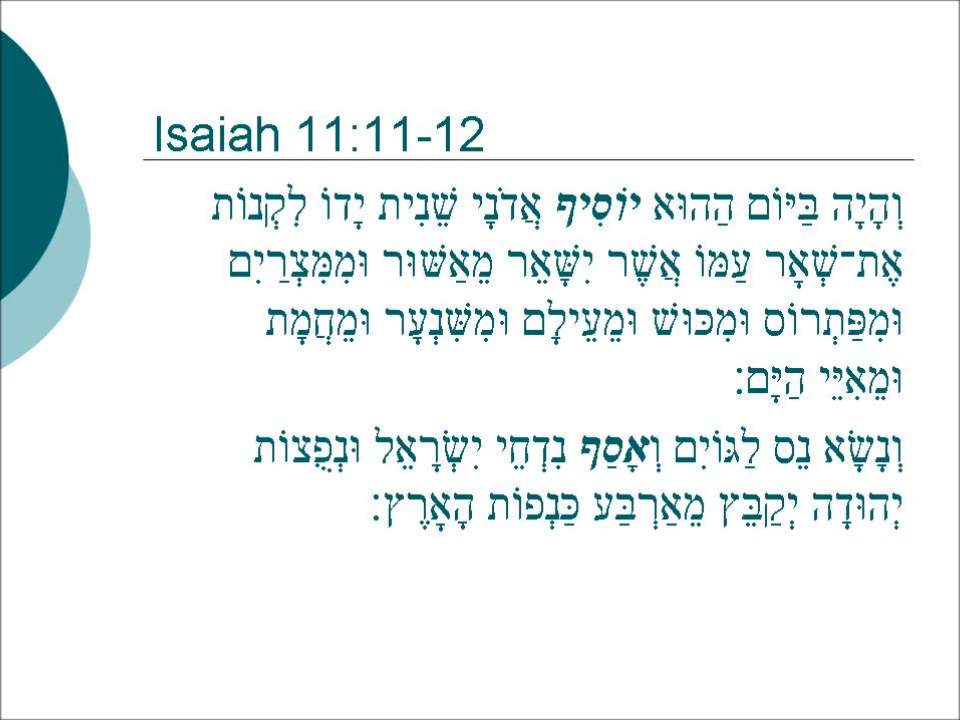 Isaiah 11:11-12
וְהָיָה בַּיּוֹם הַהוּא יוֹסִיף אֲדֹנָי שֵׁנִית יָדוֹ לִקְנוֹת
אֶת־שְׁאָר עַמּוֹ אֲשֶׁר יִשָּׁאֵר מֵאַשּׁוּר וּמִמִּצְרַיִם
וּמִפַּתְרוֹס וּמִכּוּשׁ וּמֵעֵילָם וּמִשִּׁנְעָר וּמֵחֲמָת
וּמֵאִיֵּי הַיָּם׃
וְנָשָׂא נֵס לַגּוֹיִם וְאָסַף נִדְחֵי יִשְׂרָאֵל וּנְפֻצוֹת
יְהוּדָה יְקַבֵּץ מֵאַרְבַּע כַּנְפוֹת הָאָרֶץ׃